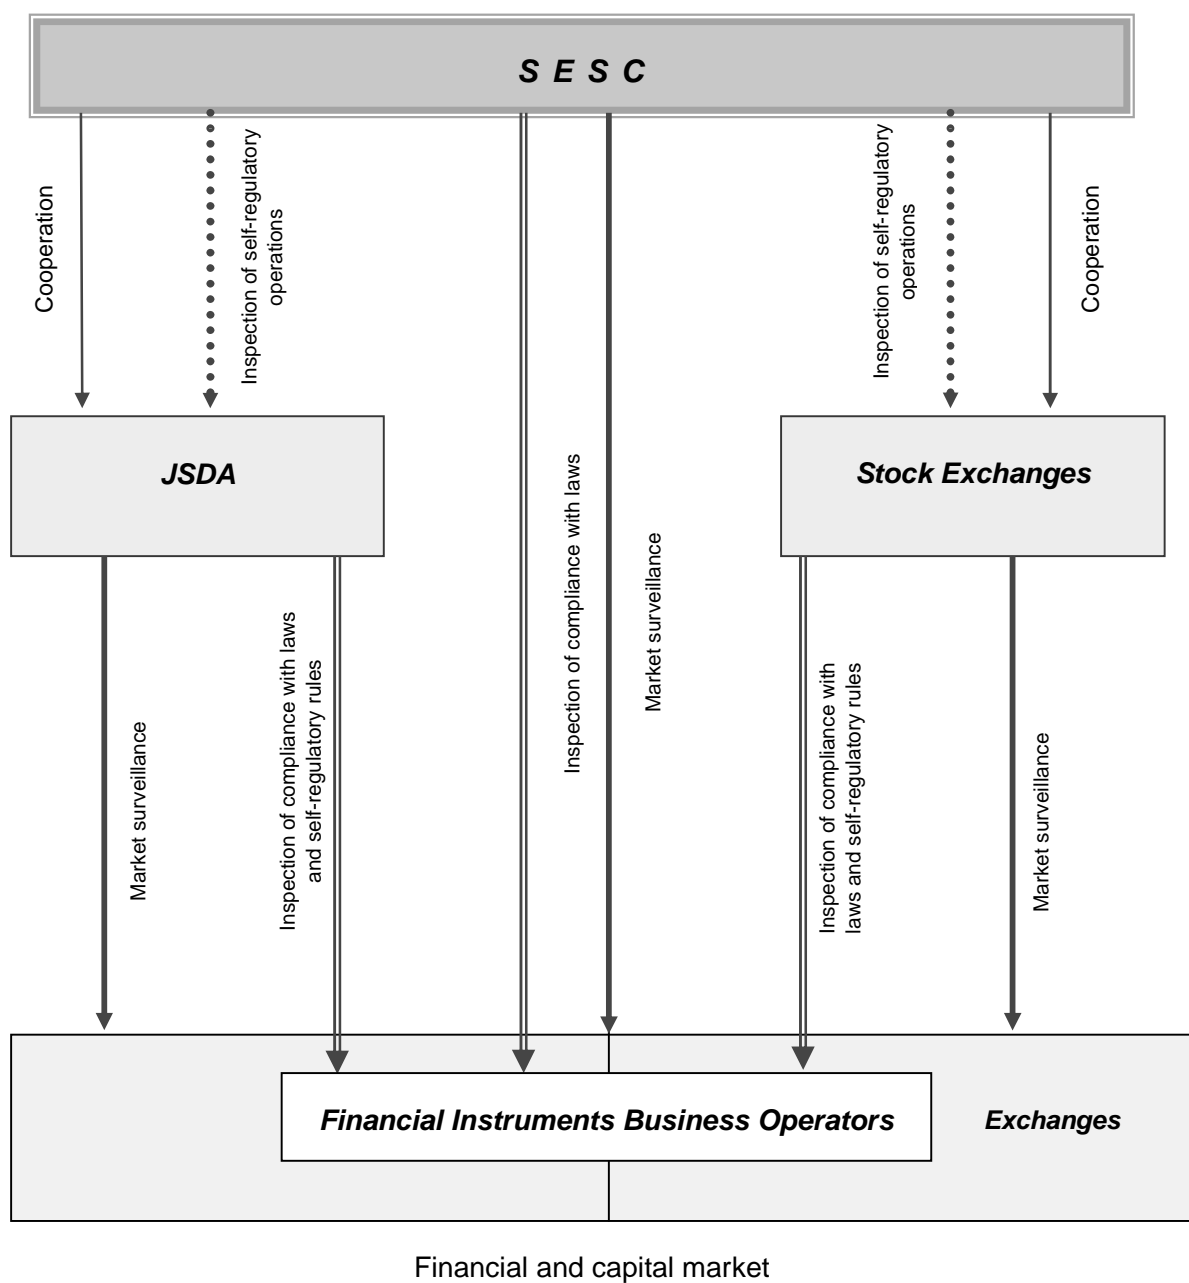 S E S C
Cooperation
Inspection of self-regulatory
operations
Inspection of self-regulatory
operations
Cooperation
JSDA
Stock Exchanges
Market surveillance
Inspection of compliance with laws
and self-regulatory rules
Inspection of compliance with laws
Market surveillance
Inspection of compliance with
laws and self-regulatory rules
Market surveillance
Financial Instruments Business Operators
Exchanges
Financial and capital market